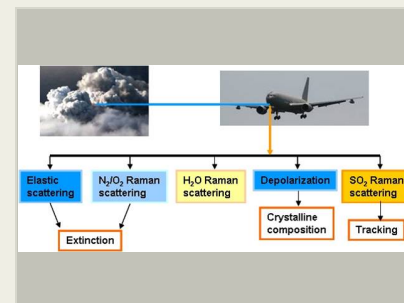 Elastic
scattering
N₂/O₂ Raman
scattering
H₂O Raman
scattering
Depolarization
SO₂ Raman
scattering
Extinction
Crystalline
composition
Tracking